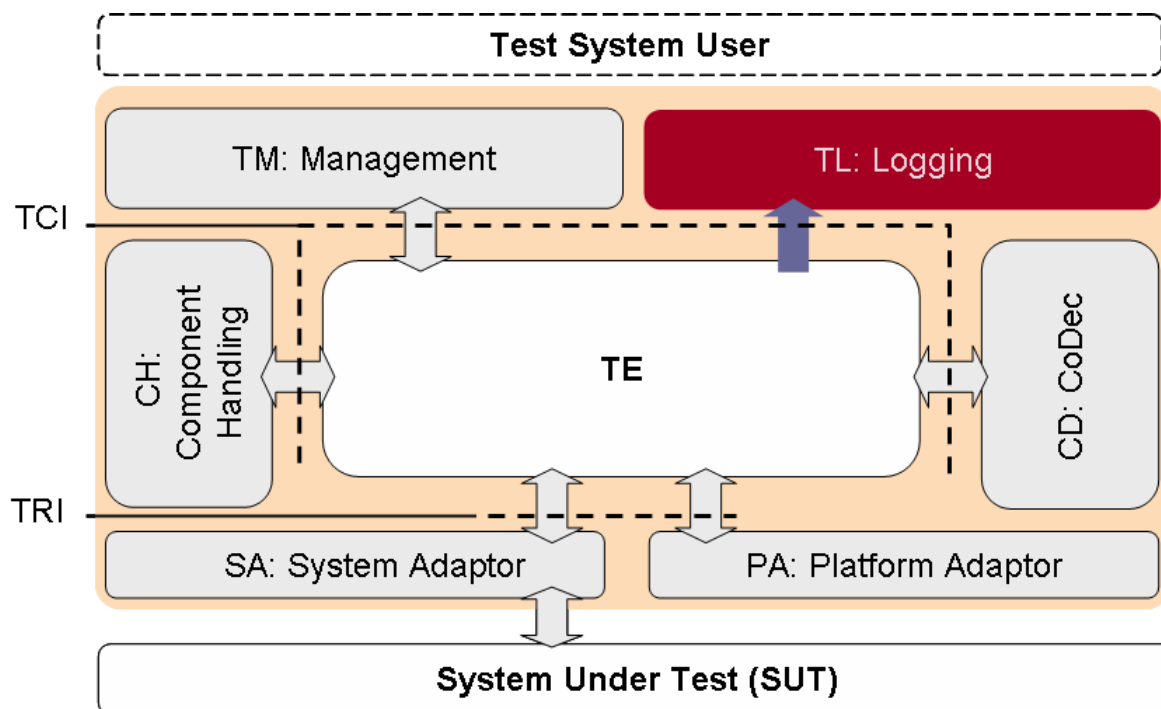 Test System User
TM: Management
TL: Logging
TCI
CH:
Component
Handling
TE
CD: CoDec
TRI
SA: System Adaptor
PA: Platform Adaptor
System Under Test (SUT)